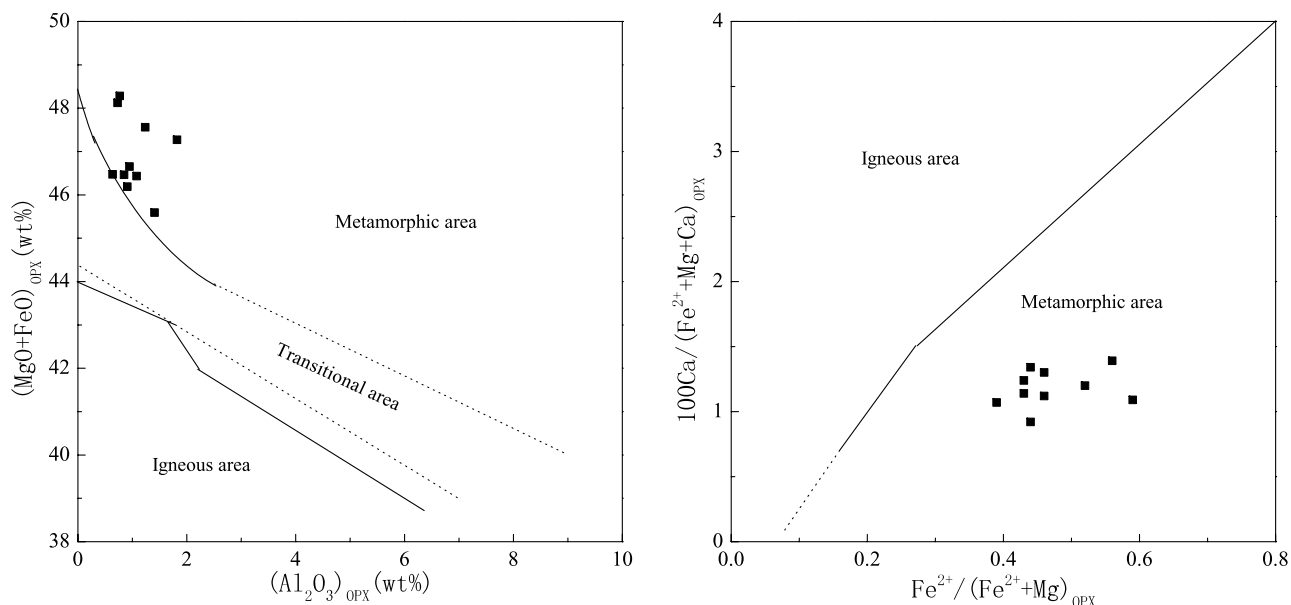 50
48
46
44
42
40
38
(MgO+FeO)OPX(wt%)
Metamorphic area
Transitional area
Igneous area
0
2
4
6
8
10
(Al2O3)OPX(wt%)
4
3
2
1
0
100Ca/(Fe2++Mg+Ca)OPX
Igneous area
Metamorphic area
0.0
0.2
0.4
0.6
0.8
Fe2+/(Fe2++Mg)OPX